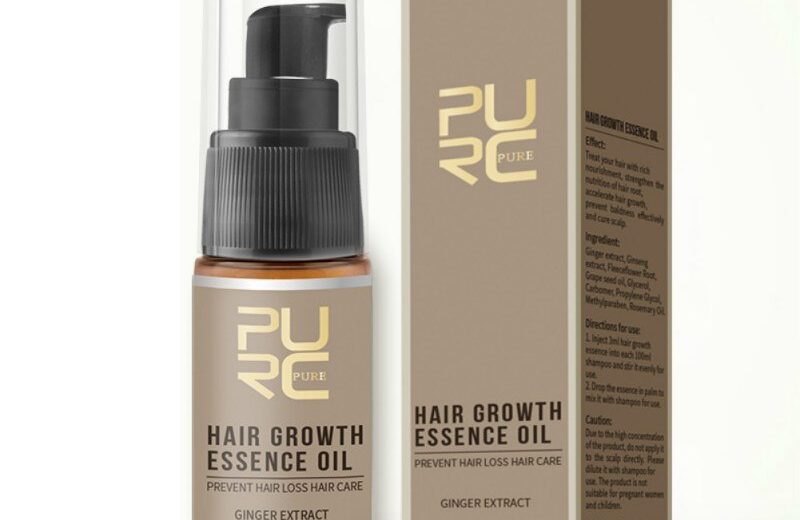 PU
RC
PURE
HAIR GROWTH
ESSENCE OIL
PREVENT HAIR LOSS HAIR CARE
GINGER EXTRACT
PU
RC
PURE
HAIR GROWTH
ESSENCE OIL
PREVENT HAIR LOSS HAIR CARE
GINGER EXTRACT
HAIR GROWTH ESSENCE OIL
Effect:
Treat your hair with rich
nourishment, strengthen the
nutrition of hair root,
accelerate hair growth,
prevent baldness effectively
and cure scalp.
Ingredient:
Ginger extract, Ginseng
extract, Fleeceflower Root,
Grape seed oil, Glycerol,
Carbomer, Propylene Glycol,
Methylparaben, Rosemary Oil.
Directions for use:
1. Inject 3ml hair growth
essence into each 100ml
shampoo and stir it evenly for
use.
2. Drop the essence in palm to
mix it with shampoo for use.
Caution:
Due to the high concentration
of the product, do not apply it
to the scalp directly. Please
dilute it with shampoo for
use. The product is not
suitable for pregnant women
and children.